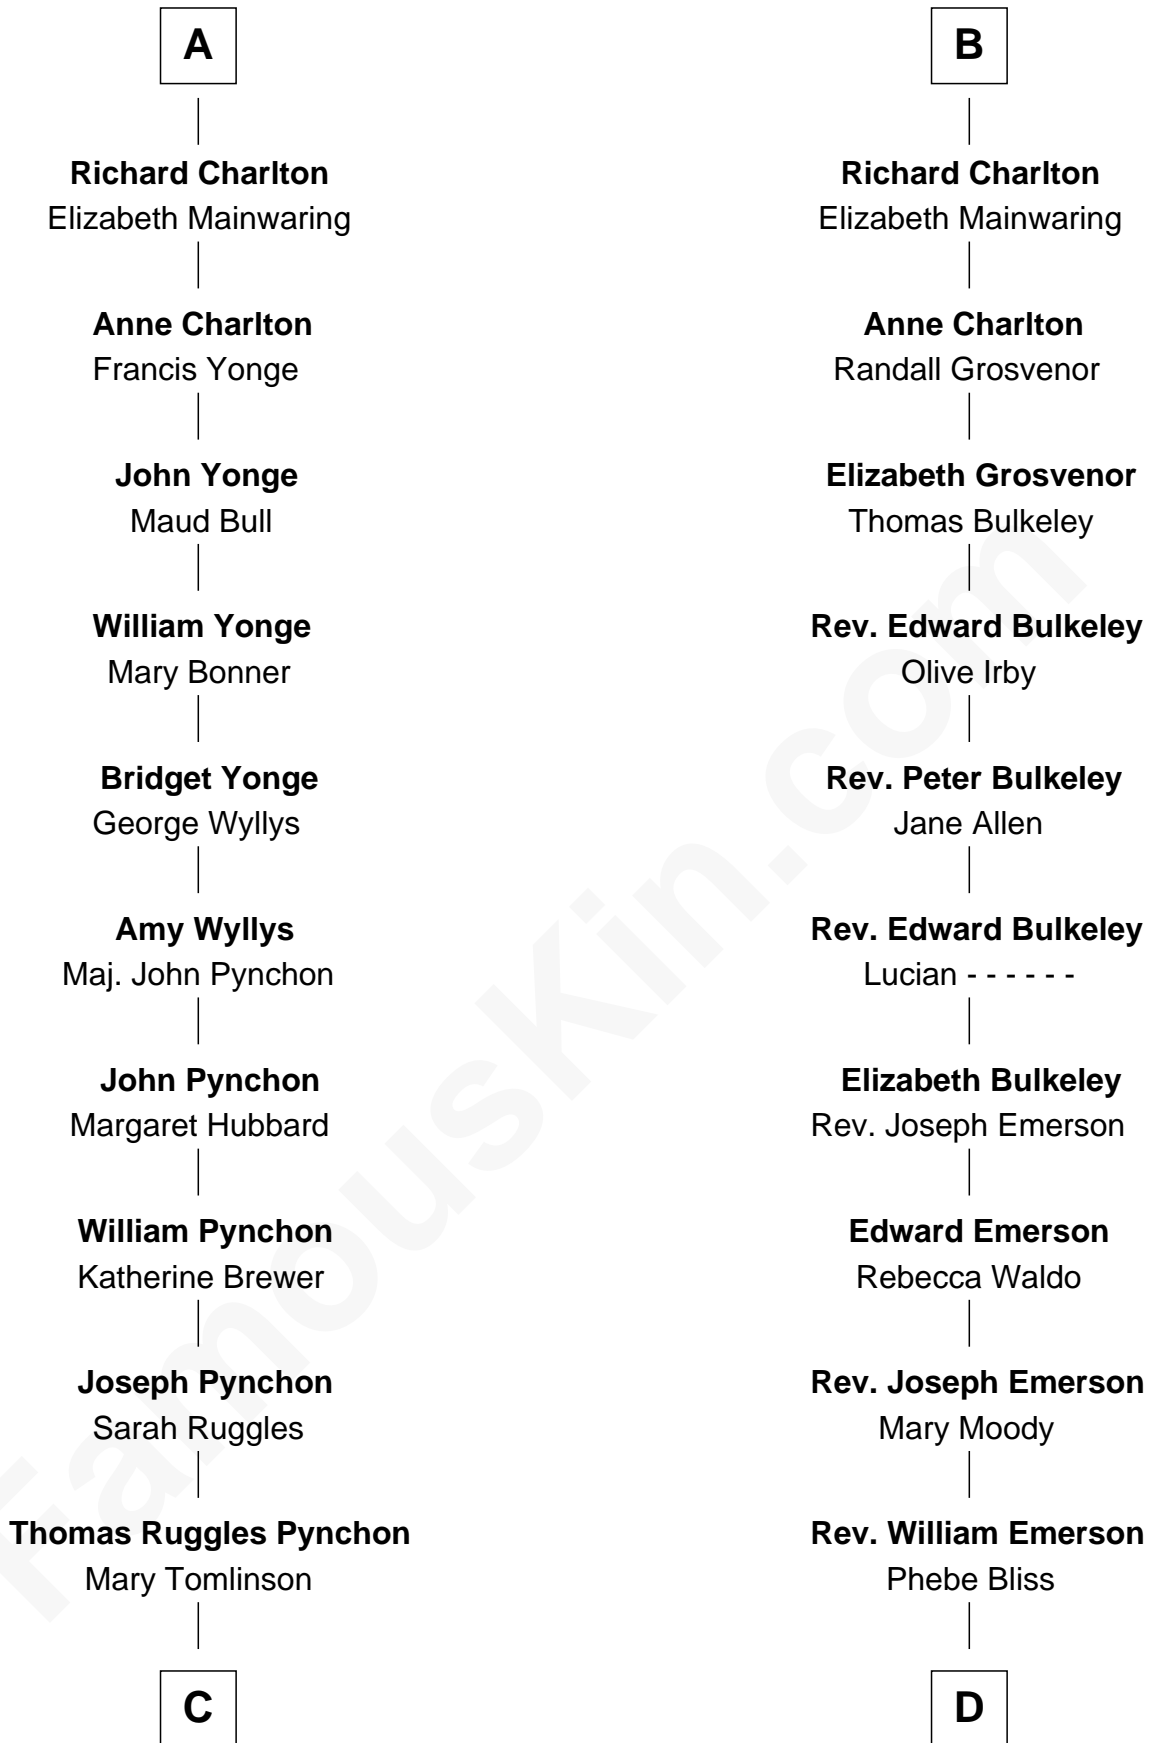 A
Richard Charlton
Elizabeth Mainwaring
Anne Charlton
Francis Yonge
John Yonge
Maud Bull
William Yonge
Mary Bonner
Bridget Yonge
George Wyllys
Amy Wyllys
Maj. John Pynchon
John Pynchon
Margaret Hubbard
William Pynchon
Katherine Brewer
Joseph Pynchon
Sarah Ruggles
Thomas Ruggles Pynchon
Mary Tomlinson
C
B
Richard Charlton
Elizabeth Mainwaring
Anne Charlton
Randall Grosvenor
Elizabeth Grosvenor
Thomas Bulkeley
Rev. Edward Bulkeley
Olive Irby
Rev. Peter Bulkeley
Jane Allen
Rev. Edward Bulkeley
Lucian - - - - - -
Elizabeth Bulkeley
Rev. Joseph Emerson
Edward Emerson
Rebecca Waldo
Rev. Joseph Emerson
Mary Moody
Rev. William Emerson
Phebe Bliss
D
FamousKin.com